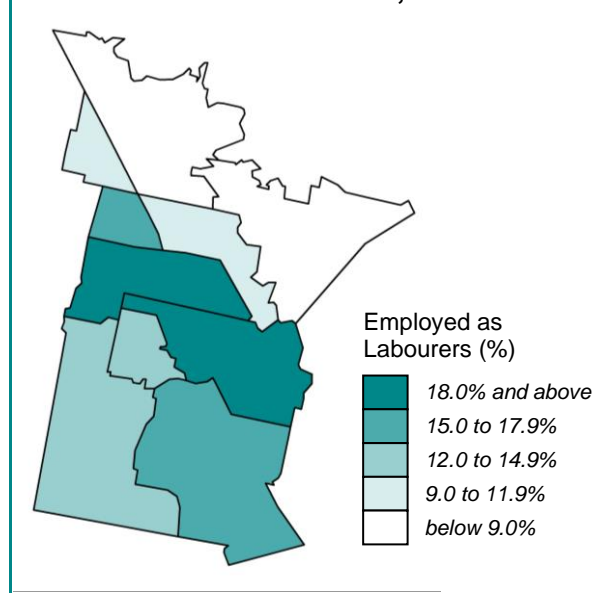 Employed as
Labourers (%)
18.0% and above
15.0 to 17.9%
12.0 to 14.9%
9.0 to 11.9%
below 9.0%